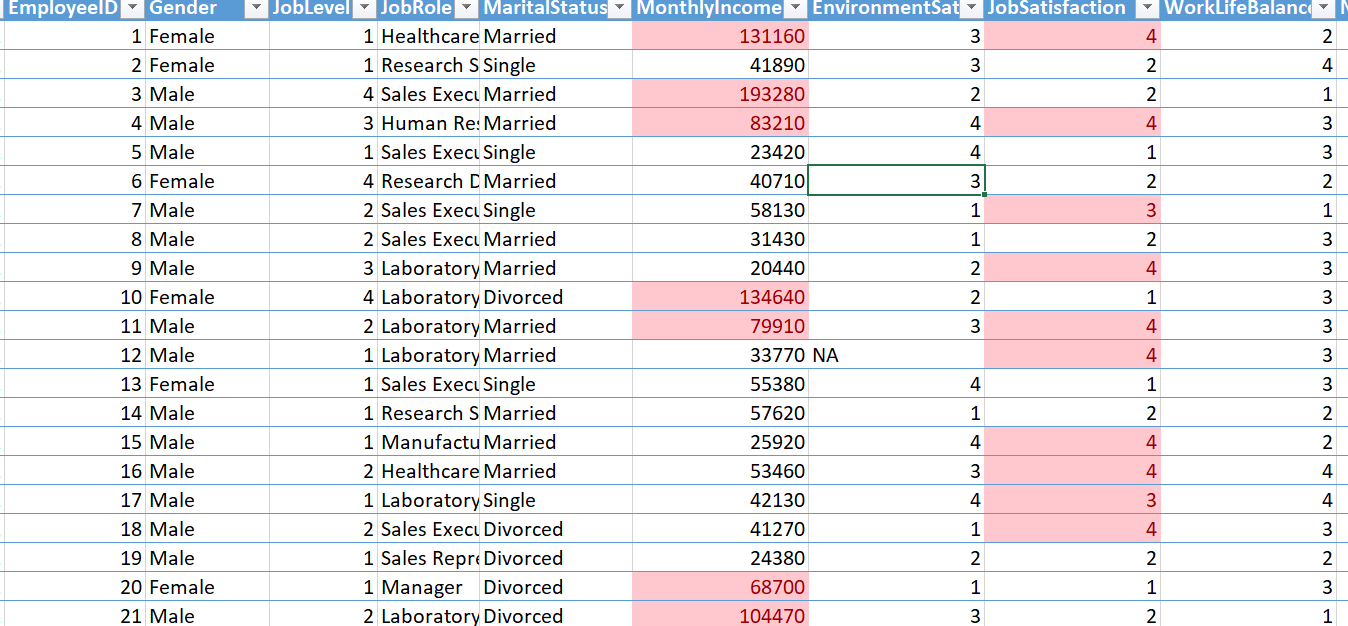 EmployeeID Gender JobLevel JobRole MaritalStatus MonthlyIncome EnvironmentSat JobSatisfaction WorkLifeBalanc
1 Female 1 Healthcare Married 131160 3 4 2
2 Female 1 Research S Single 41890 3 2 4
3 Male 4 Sales Execu Married 193280 2 2 1
4 Male 3 Human Res Married 83210 4 4 3
5 Male 1 Sales Execu Single 23420 4 1 3
6 Female 4 Research D Married 40710 3 2 2
7 Male 2 Sales Execu Single 58130 1 3 1
8 Male 2 Sales Execu Married 31430 1 2 3
9 Male 3 Laboratory Married 20440 2 4 3
10 Female 4 Laboratory Divorced 134640 2 1 3
11 Male 2 Laboratory Married 79910 3 4 3
12 Male 1 Laboratory Married 33770 NA 4 3
13 Female 1 Sales Execu Single 55380 4 1 3
14 Male 1 Research S Married 57620 1 2 2
15 Male 1 Manufactu Married 25920 4 4 2
16 Male 2 Healthcare Married 53460 3 4 4
17 Male 1 Laboratory Single 42130 4 3 4
18 Male 2 Sales Execu Divorced 41270 1 4 3
19 Male 1 Sales Repre Divorced 24380 2 2 2
20 Female 1 Manager Divorced 68700 1 1 3
21 Male 2 Laboratory Divorced 104470 3 2 1